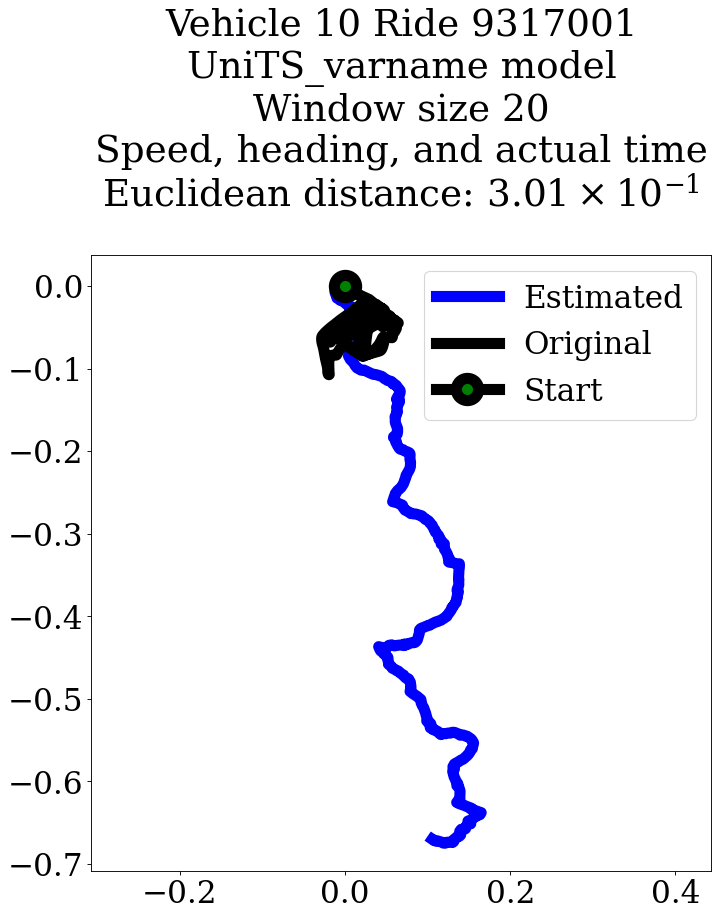 Vehicle 10 Ride 9317001
UniTS_varname model
Window size 20
Speed, heading, and actual time
Euclidean distance: 3.01 × 10⁻¹
Estimated
Original
Start
0.0
−0.1
−0.2
−0.3
−0.4
−0.5
−0.6
−0.7
−0.2 0.0 0.2 0.4